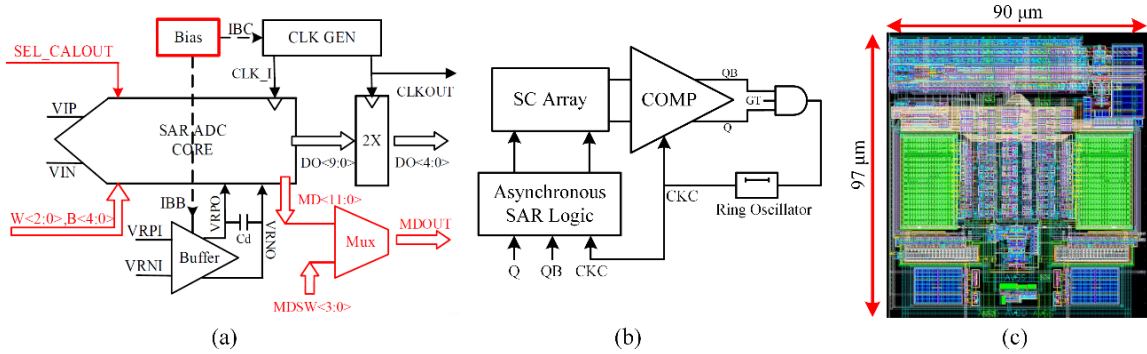 SEL_CALOUT
Bias
IBC
CLK GEN
CLK_I
CLKOUT
VIP
VIN
SAR ADC
CORE
2X
DO<9:0>
DO<4:0>
W<2:0>,B<4:0>
IBB
VRPO
Cd
VRNO
MD<11:0>
MDOUT
Mux
VRPI
VRNI
Buffer
MDSW<3:0>
(a)
SC Array
COMP
QB
GT
Q
Asynchronous
SAR Logic
CKC
Ring Oscillator
Q
QB
CKC
(b)
90 μm
97 μm
(c)